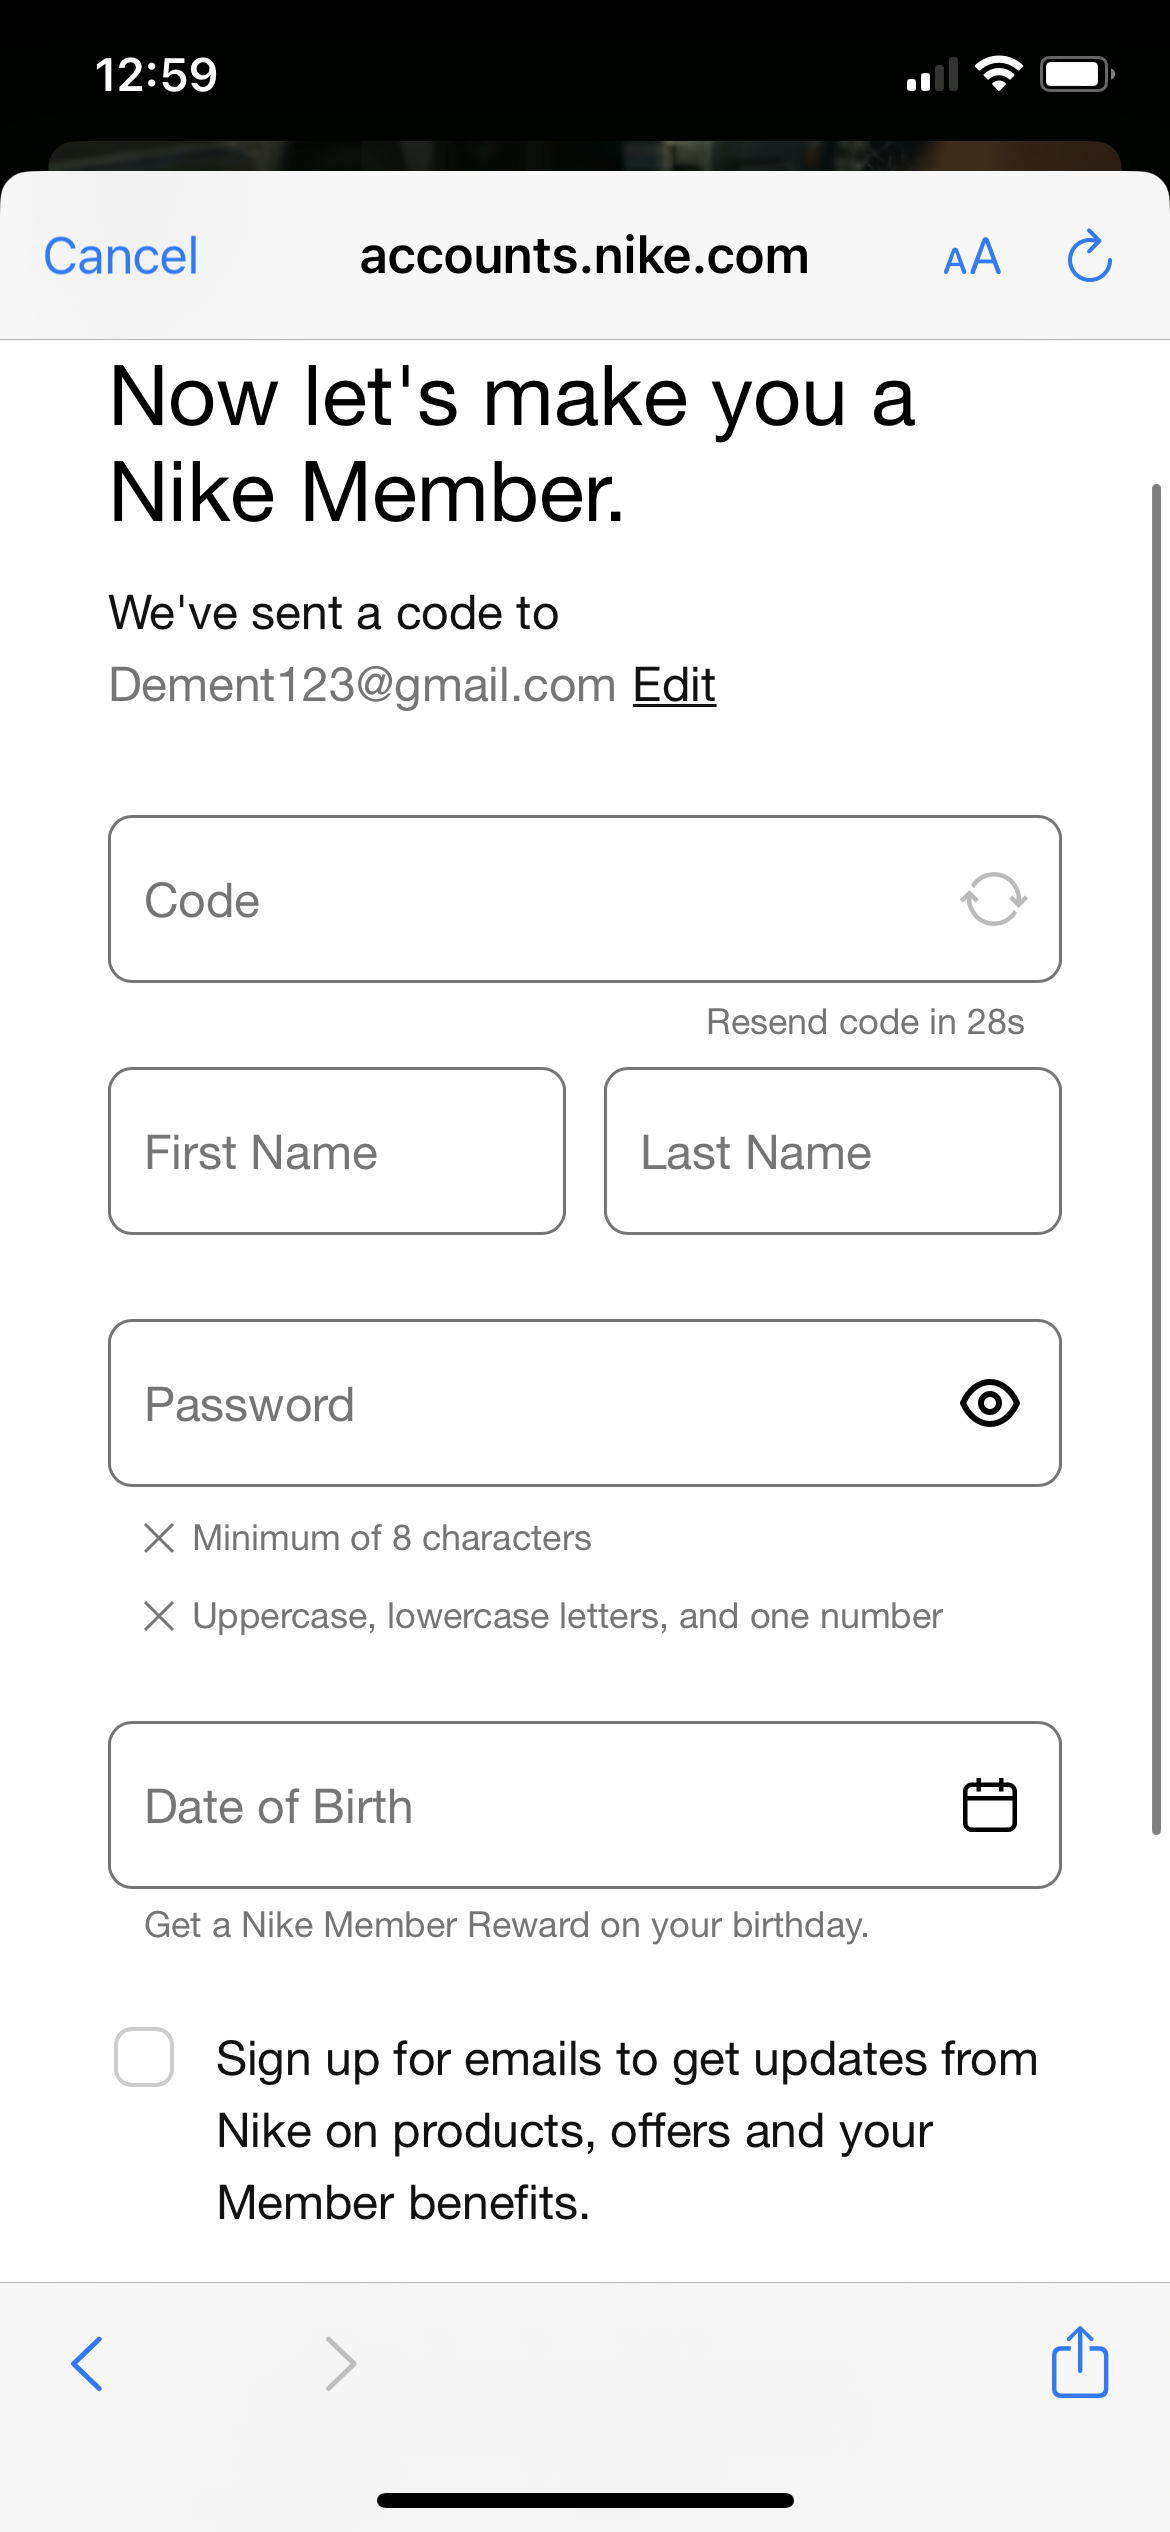 12:59
Cancel
accounts.nike.com
AA
Now let's make you a
Nike Member.
We've sent a code to
Dement123@gmail.com Edit
Code
Resend code in 28s
First Name
Last Name
Password
Minimum of 8 characters
Uppercase, lowercase letters, and one number
Date of Birth
Get a Nike Member Reward on your birthday.
Sign up for emails to get updates from
Nike on products, offers and your
Member benefits.